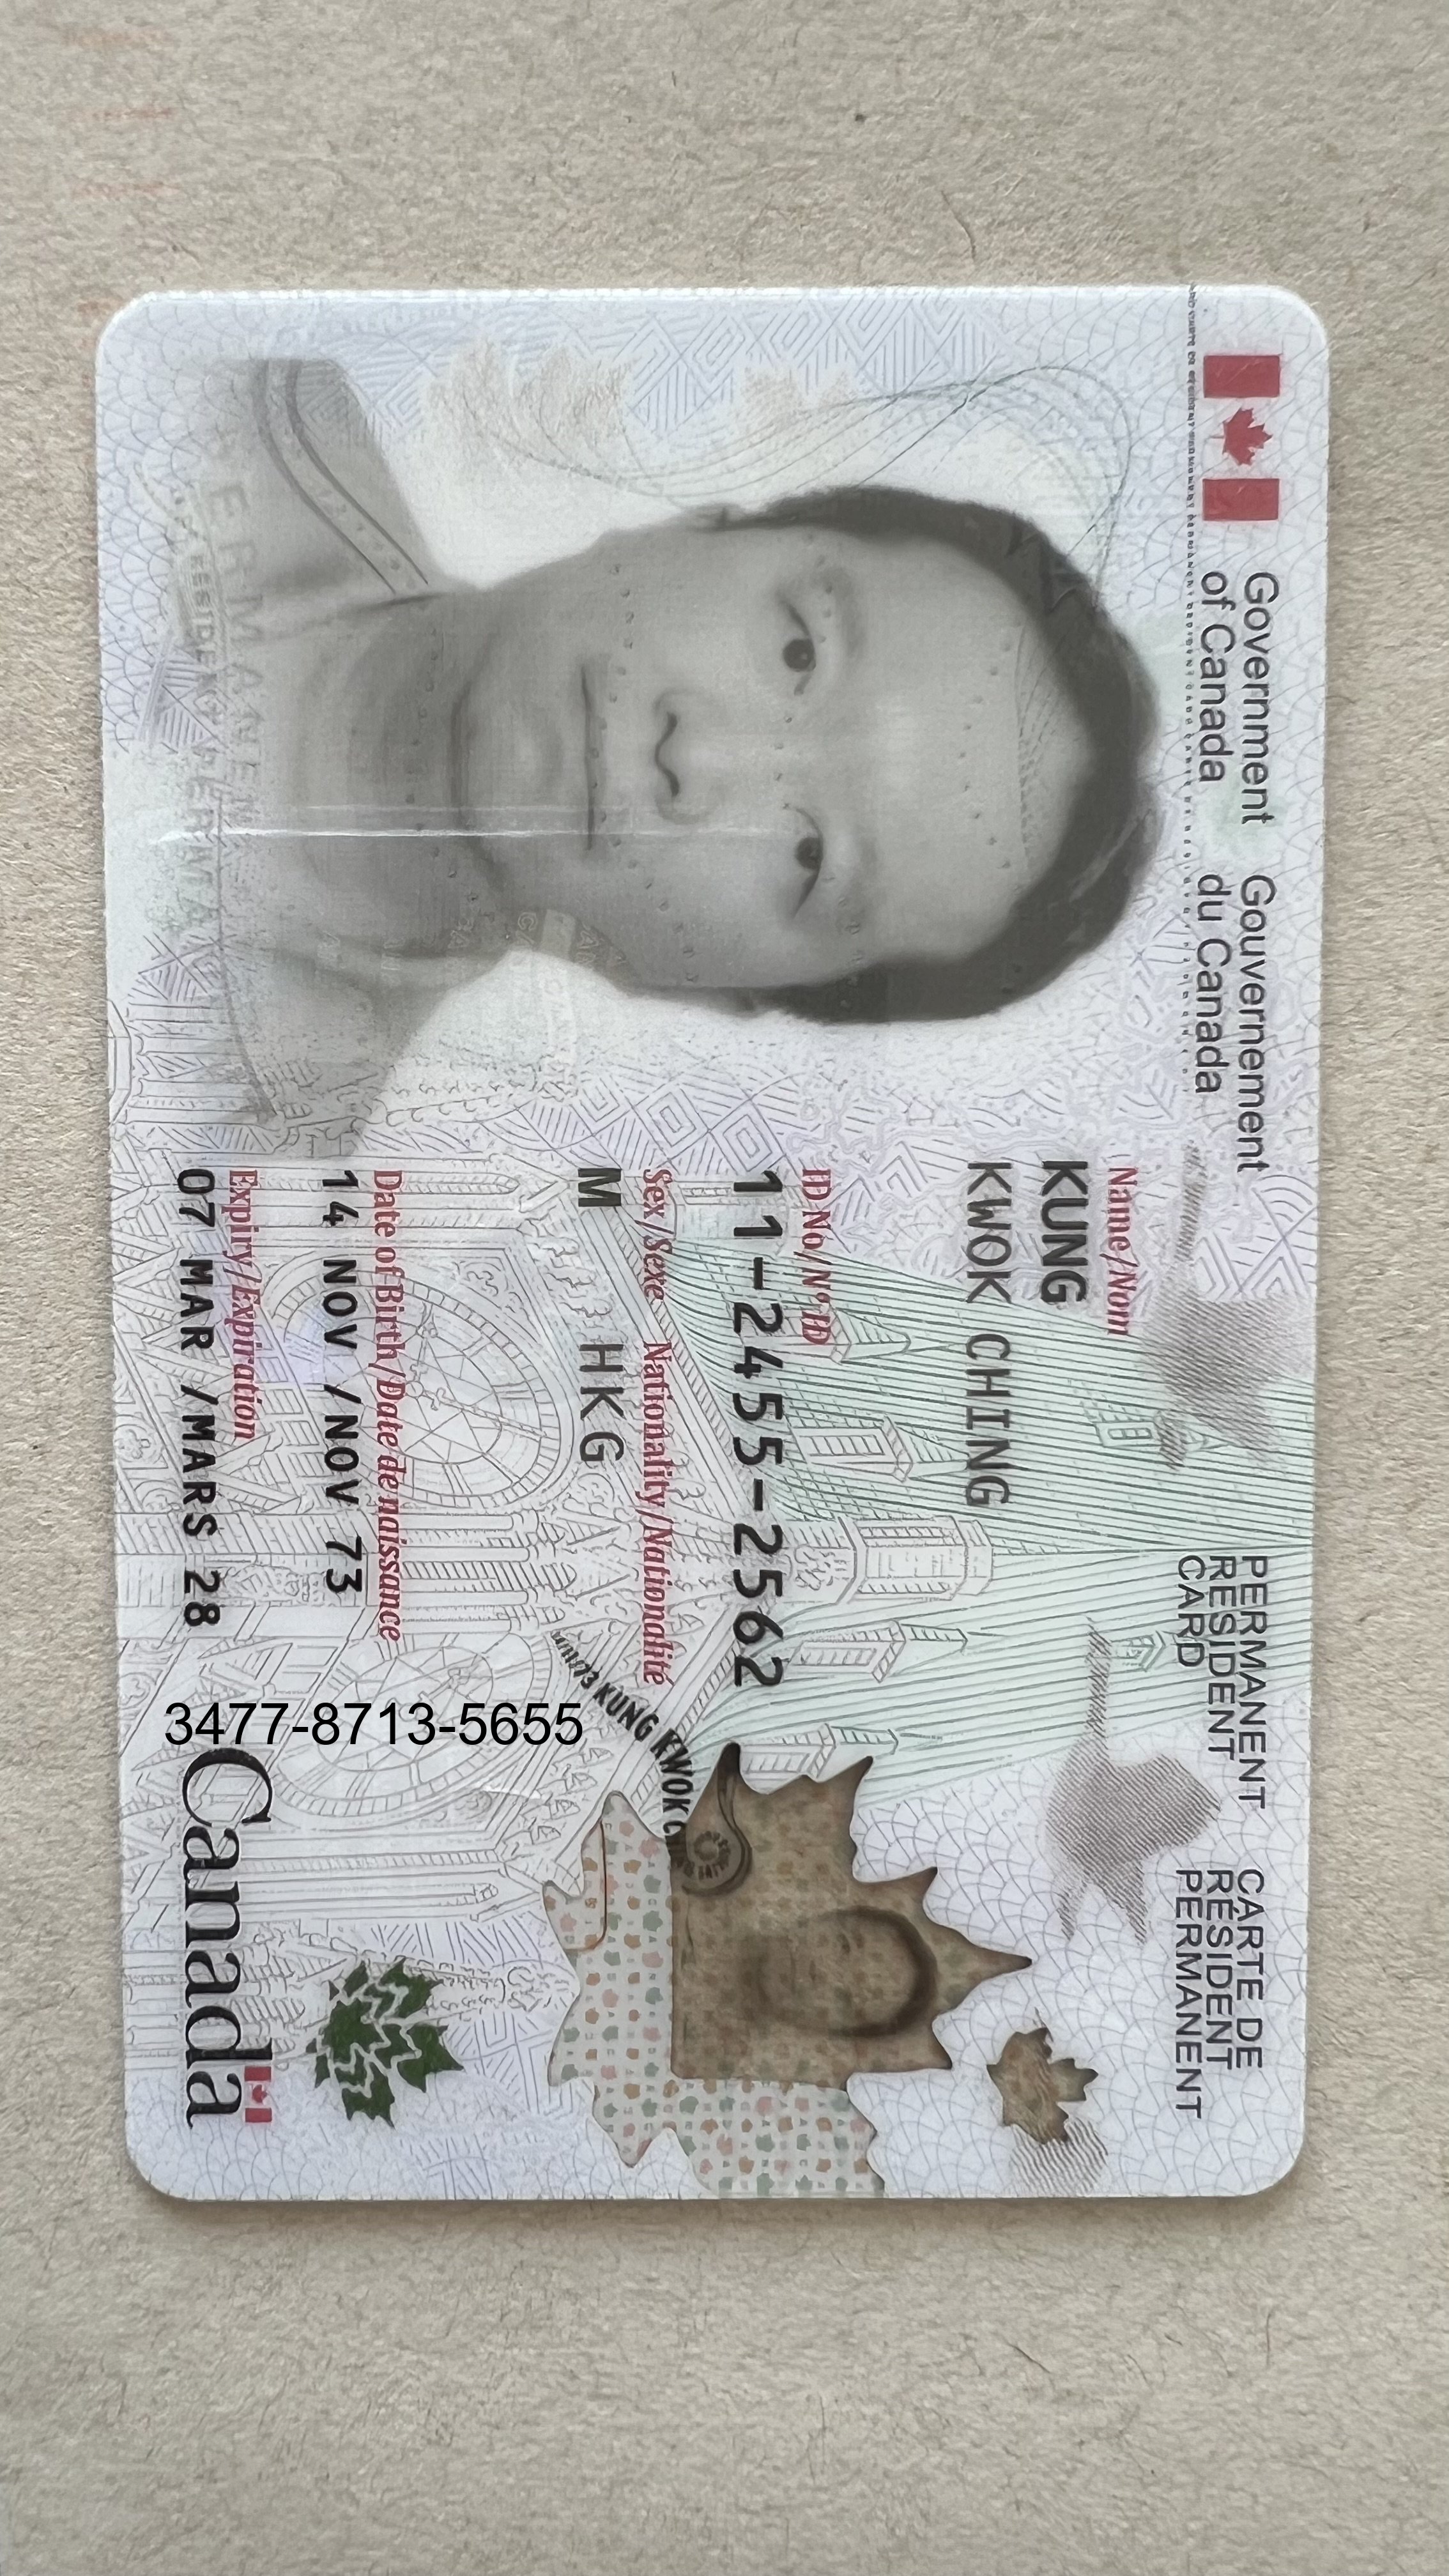 Government
of Canada
Gouvernement
du Canada
PERMANENT
RESIDENT
CARD
CARTE DE
RÉSIDENT
PERMANENT
Name/Nom
KUNG
KWOK CHING
ID No/Nº ID
11-2455-2562
Sex/Sexe Nationality/Nationalité
M HKG
Date of Birth/Date de naissance
14 NOV /NOV 73
Expiry/Expiration
07 MAR /MARS 28
KUNG KWOK
3477-8713-5655
Canada